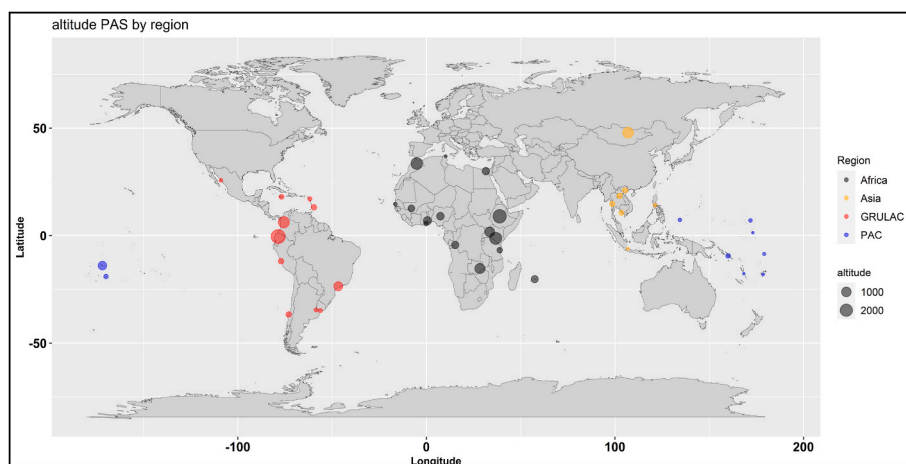 altitude PAS by region
50
0
-50
Latitude
-100
0
100
200
Longitude
Region
Africa
Asia
GRULAC
PAC
altitude
1000
2000